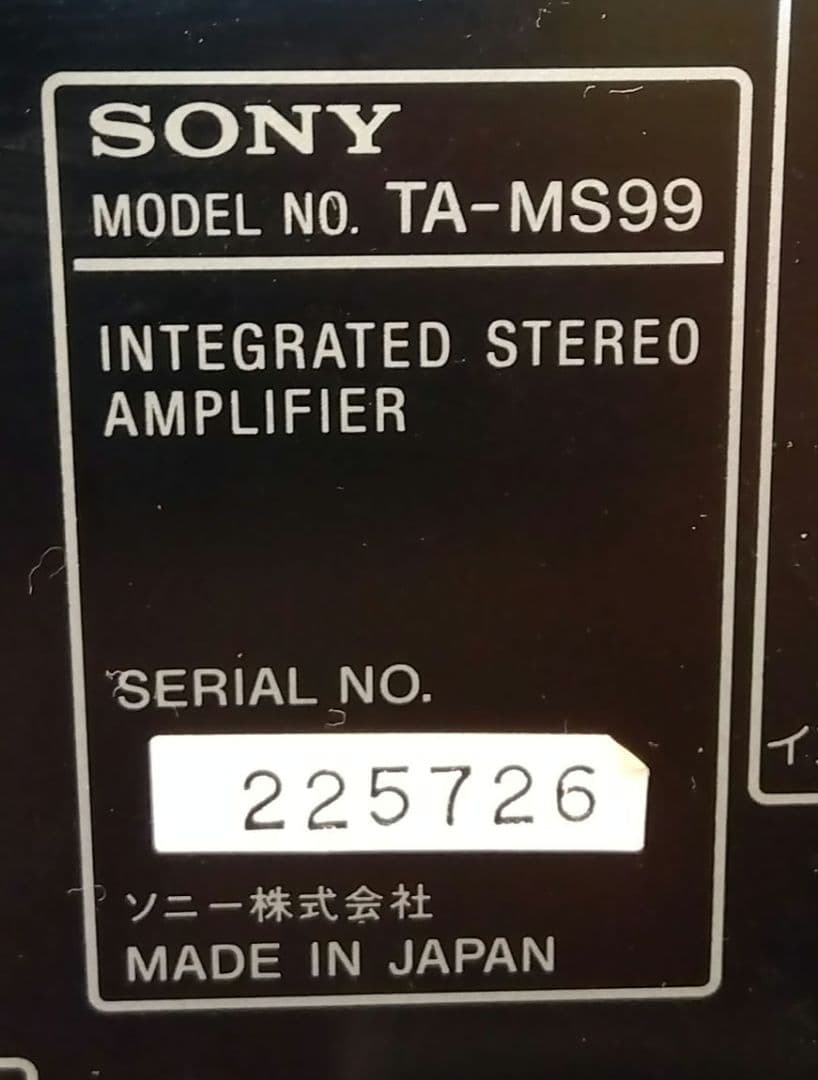 SONY
MODEL NO. TA-MS99
INTEGRATED STEREO
AMPLIFIER
SERIAL NO.
225726
ソニー株式会社
MADE IN JAPAN
イ